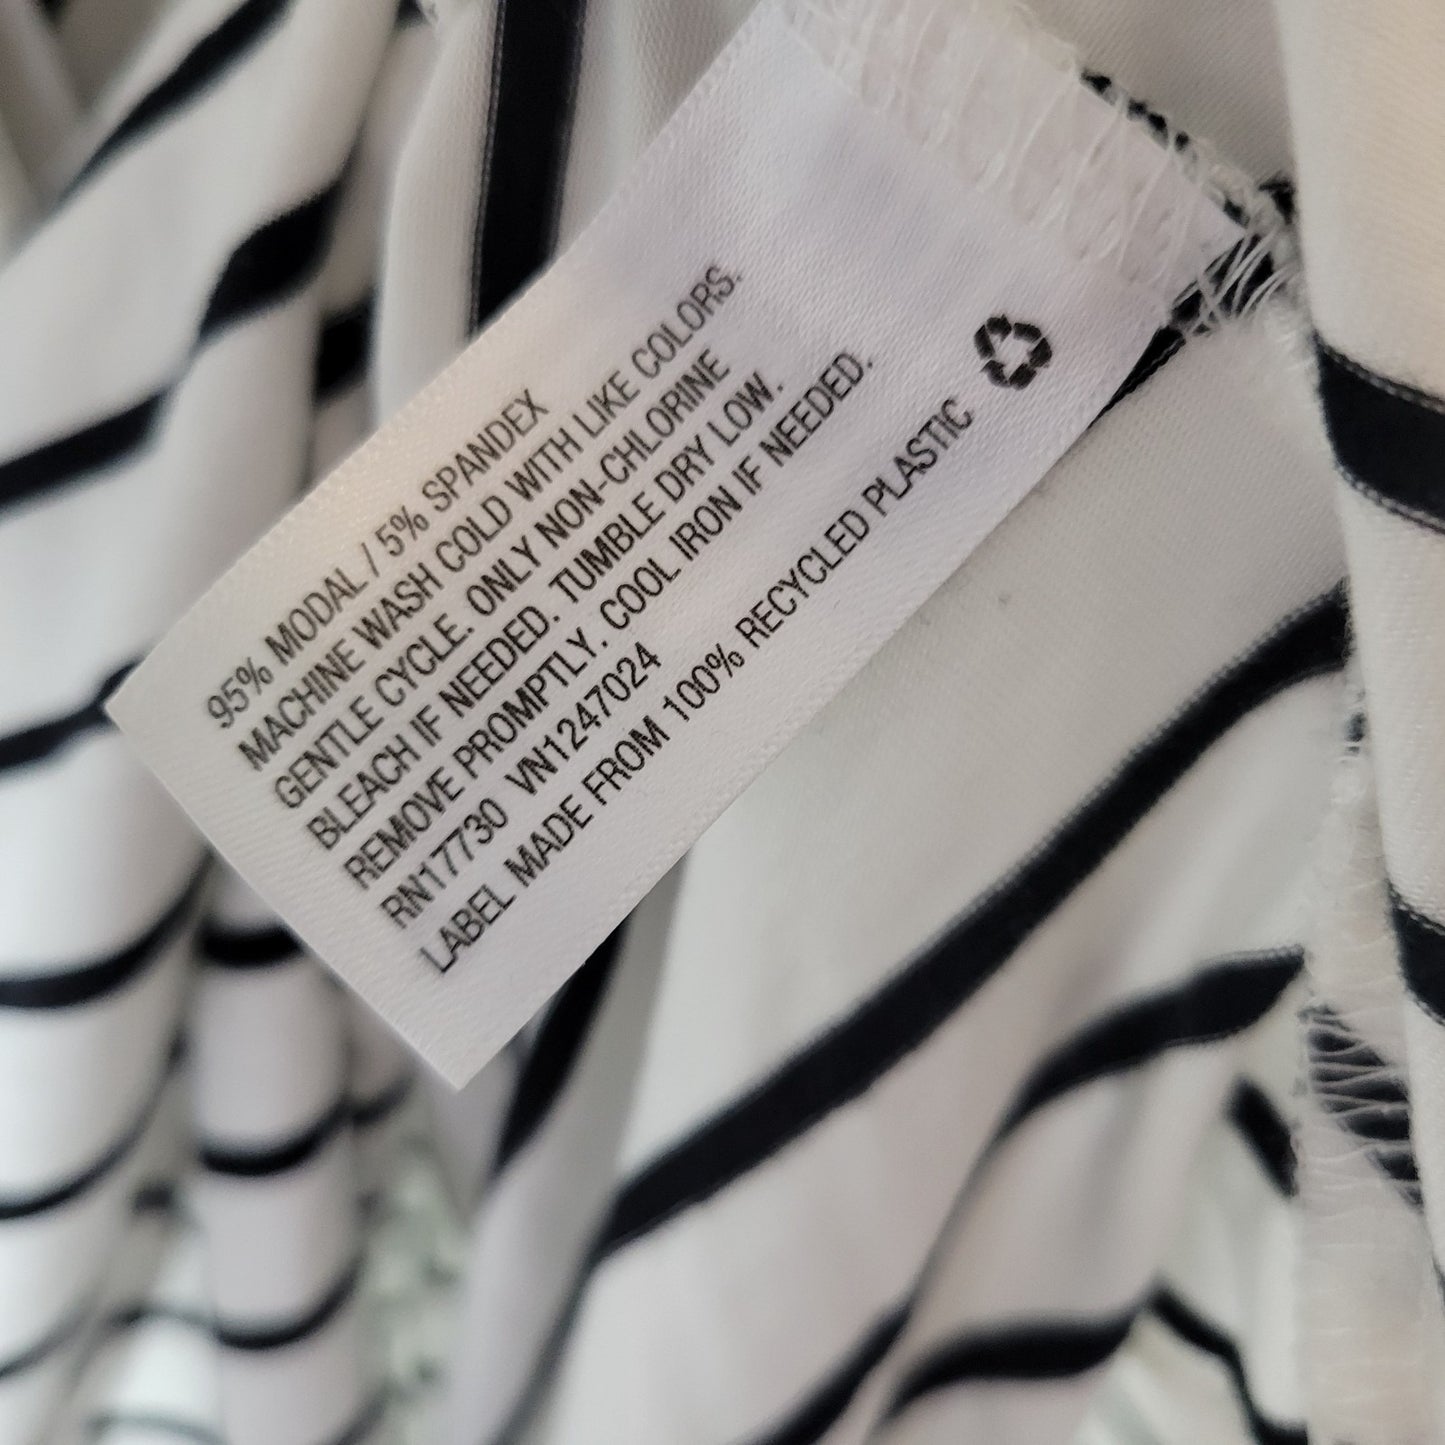 95% MODAL / 5% SPANDEX
MACHINE WASH COLD WITH LIKE COLORS.
GENTLE CYCLE. ONLY NON-CHLORINE
BLEACH IF NEEDED. TUMBLE DRY LOW.
REMOVE PROMPTLY. COOL IRON IF NEEDED.
RN17730 VN1247024
LABEL MADE FROM 100% RECYCLED PLASTIC